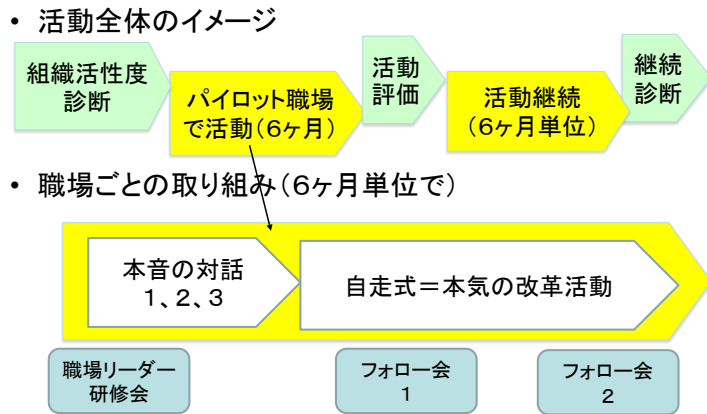 • 活動全体のイメージ
組織活性度
診断
パイロット職場
で活動(6ヶ月)
活動
評価
活動継続
(6ヶ月単位)
継続
診断
• 職場ごとの取り組み(6ヶ月単位で)
本音の対話
1、2、3
自走式＝本気の改革活動
職場リーダー
研修会
フォロー会
1
フォロー会
2